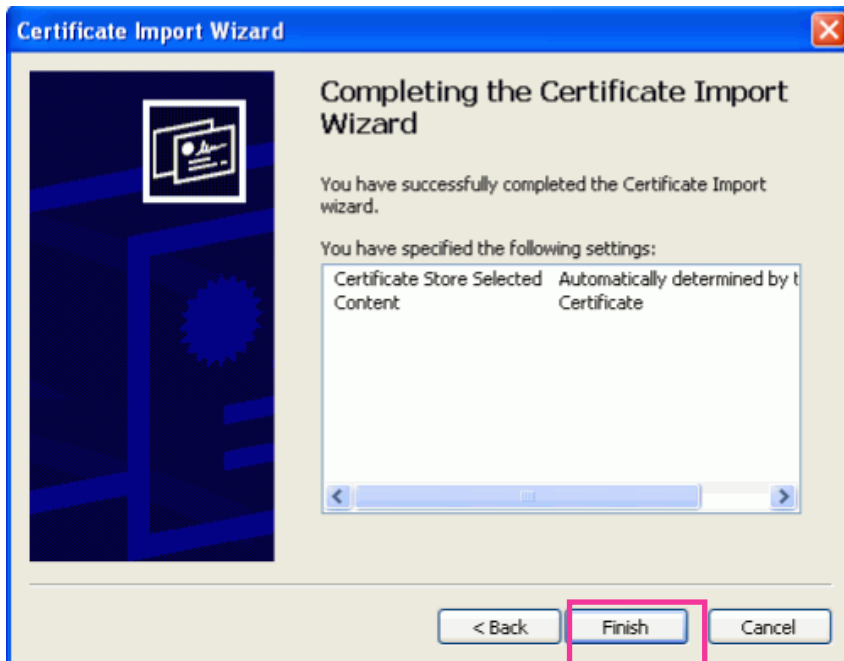 Certificate Import Wizard
Completing the Certificate Import
Wizard
You have successfully completed the Certificate Import
wizard.
You have specified the following settings:
Certificate Store Selected Automatically determined by t
Content Certificate
< Back Finish Cancel